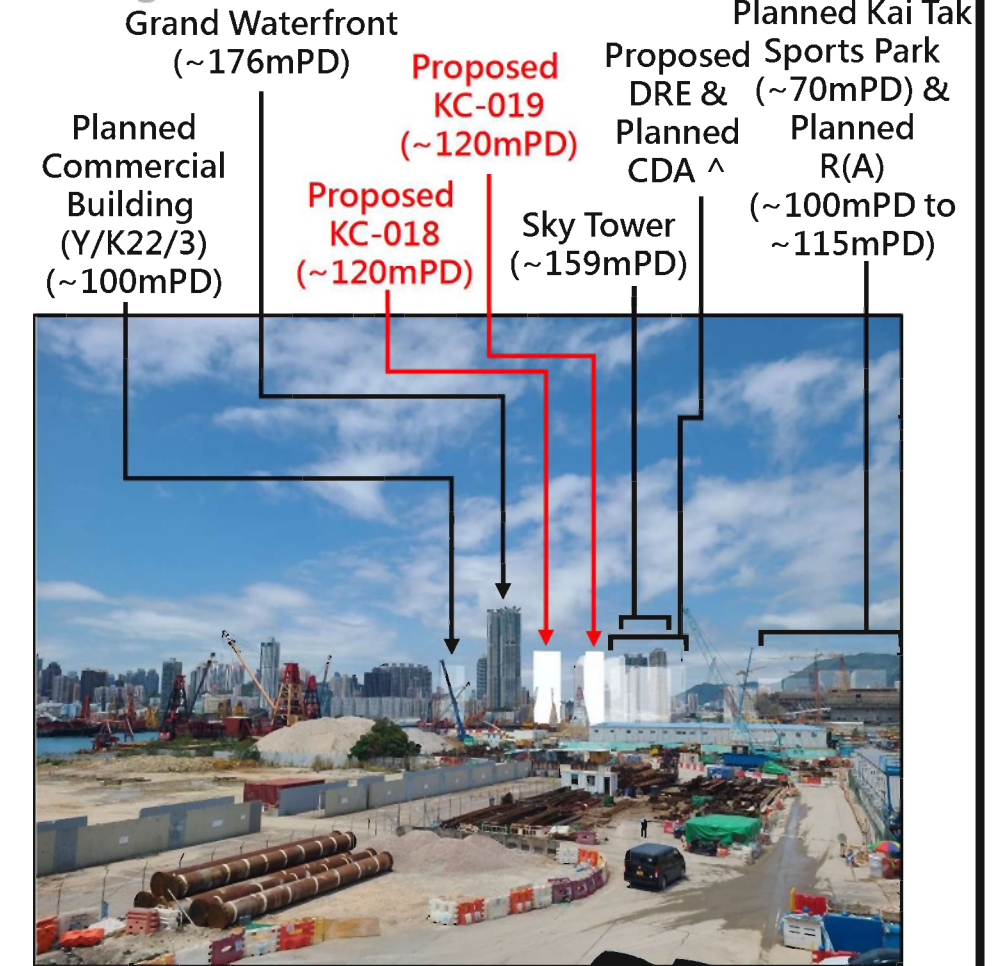 Grand Waterfront
(~176mPD)
Planned
Commercial
Building
(Y/K22/3)
(~100mPD)
Proposed
KC-018
(~120mPD)
Proposed
KC-019
(~120mPD)
Sky Tower
(~159mPD)
Proposed
DRE &
Planned
CDA ^
Planned Kai Tak
Sports Park
(~70mPD) &
Planned
R(A)
(~100mPD to
~115mPD)